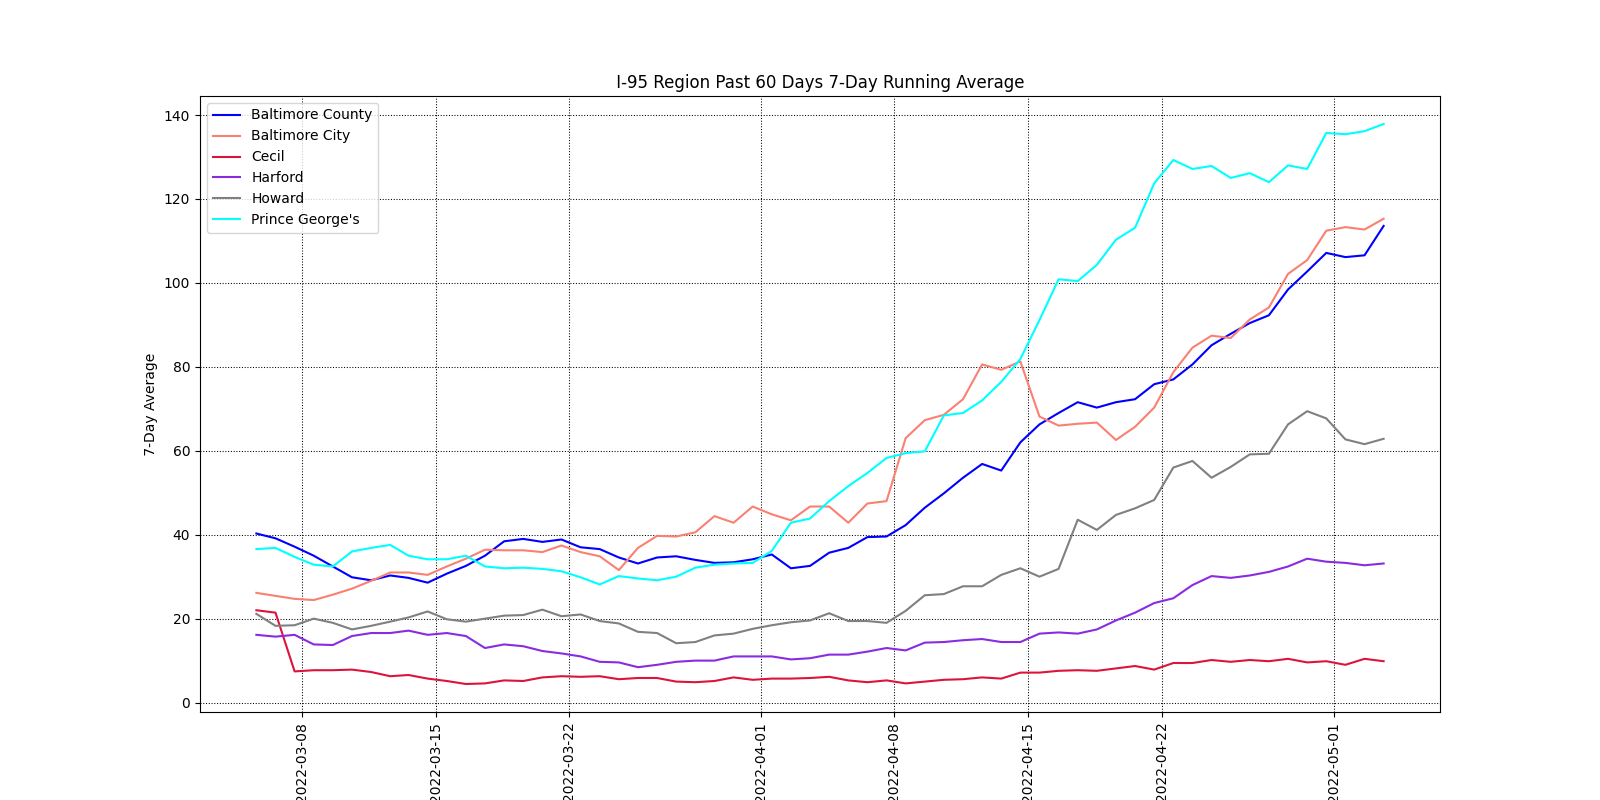 I-95 Region Past 60 Days 7-Day Running Average
Baltimore County
Baltimore City
Cecil
Harford
Howard
Prince George's
7-Day Average
140
120
100
80
60
40
20
0
2022-03-08
2022-03-15
2022-03-22
2022-04-01
2022-04-08
2022-04-15
2022-04-22
2022-05-01